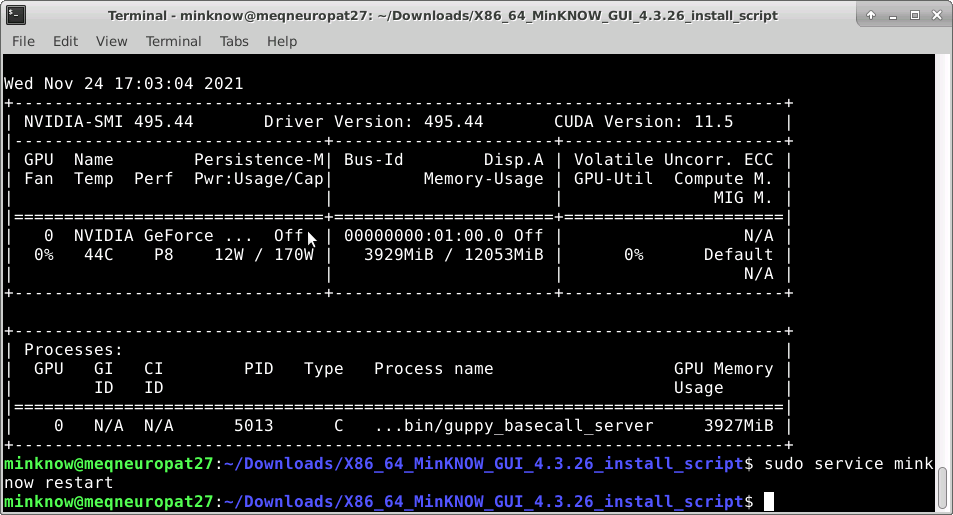 Terminal - minknow@meqneuropat27: ~/Downloads/X86_64_MinKNOW_GUI_4.3.26_install_script
File Edit View Terminal Tabs Help
Wed Nov 24 17:03:04 2021
+-----------------------------------------------------------------------------+
| NVIDIA-SMI 495.44       Driver Version: 495.44       CUDA Version: 11.5     |
|-------------------------------+----------------------+----------------------+
| GPU  Name        Persistence-M| Bus-Id        Disp.A | Volatile Uncorr. ECC |
| Fan  Temp  Perf  Pwr:Usage/Cap|         Memory-Usage | GPU-Util  Compute M. |
|                               |                      |               MIG M. |
|===============================+======================+======================|
|   0  NVIDIA GeForce ...  Off  | 00000000:01:00.0 Off |                  N/A |
|  0%   44C    P8    12W / 170W |   3929MiB / 12053MiB |      0%      Default |
|                               |                      |                  N/A |
+-------------------------------+----------------------+----------------------+
+-----------------------------------------------------------------------------+
| Processes:                                                                  |
|  GPU   GI   CI        PID   Type   Process name                  GPU Memory |
|        ID   ID                                                   Usage      |
|=============================================================================|
|    0   N/A  N/A      5013      C   ...bin/guppy_basecall_server     3927MiB |
+-----------------------------------------------------------------------------+
minknow@meqneuropat27:~/Downloads/X86_64_MinKNOW_GUI_4.3.26_install_script$ sudo service mink
now restart
minknow@meqneuropat27:~/Downloads/X86_64_MinKNOW_GUI_4.3.26_install_script$